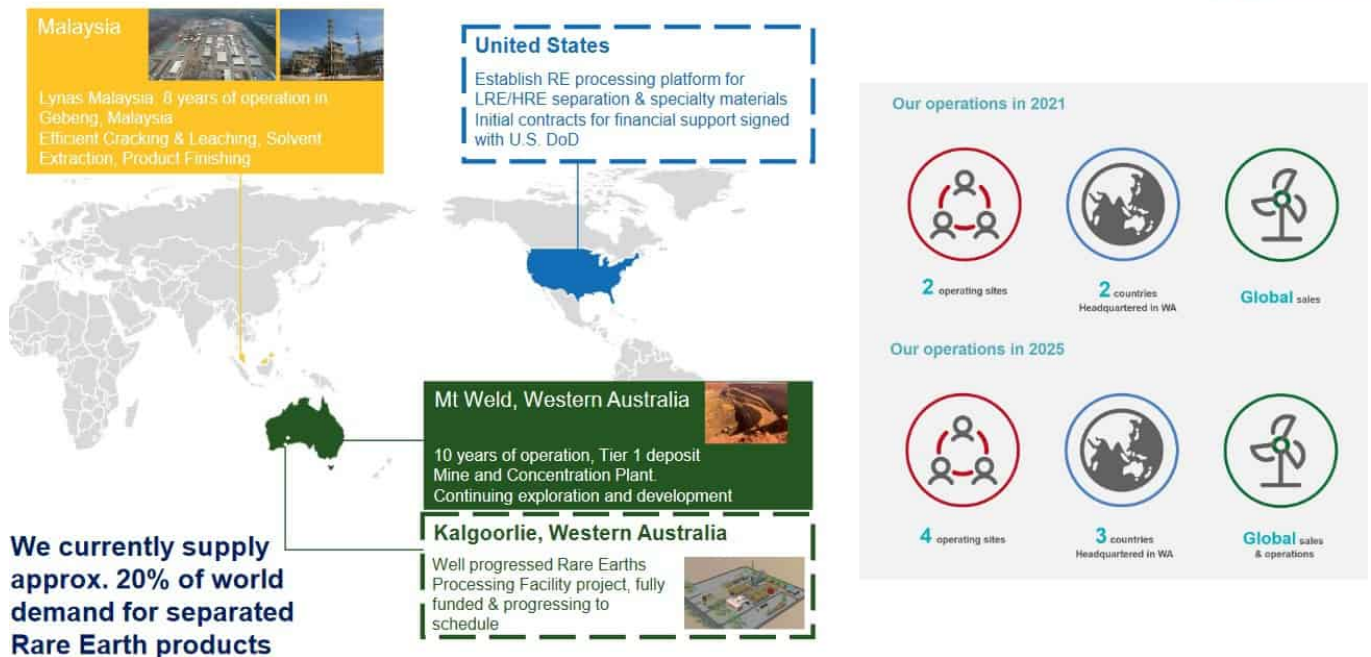 Malaysia
Lynas Malaysia: 8 years of operation in
Gebeng, Malaysia
Efficient Cracking & Leaching, Solvent
Extraction, Product Finishing
United States
Establish RE processing platform for
LRE/HRE separation & specialty materials
Initial contracts for financial support signed
with U.S. DoD
Mt Weld, Western Australia
10 years of operation, Tier 1 deposit
Mine and Concentration Plant.
Continuing exploration and development
Kalgoorlie, Western Australia
Well progressed Rare Earths
Processing Facility project, fully
funded & progressing to
schedule
We currently supply
approx. 20% of world
demand for separated
Rare Earth products
Our operations in 2021
2 operating sites
2 countries
Headquartered in WA
Global sales
Our operations in 2025
4 operating sites
3 countries
Headquartered in WA
Global sales
& operations